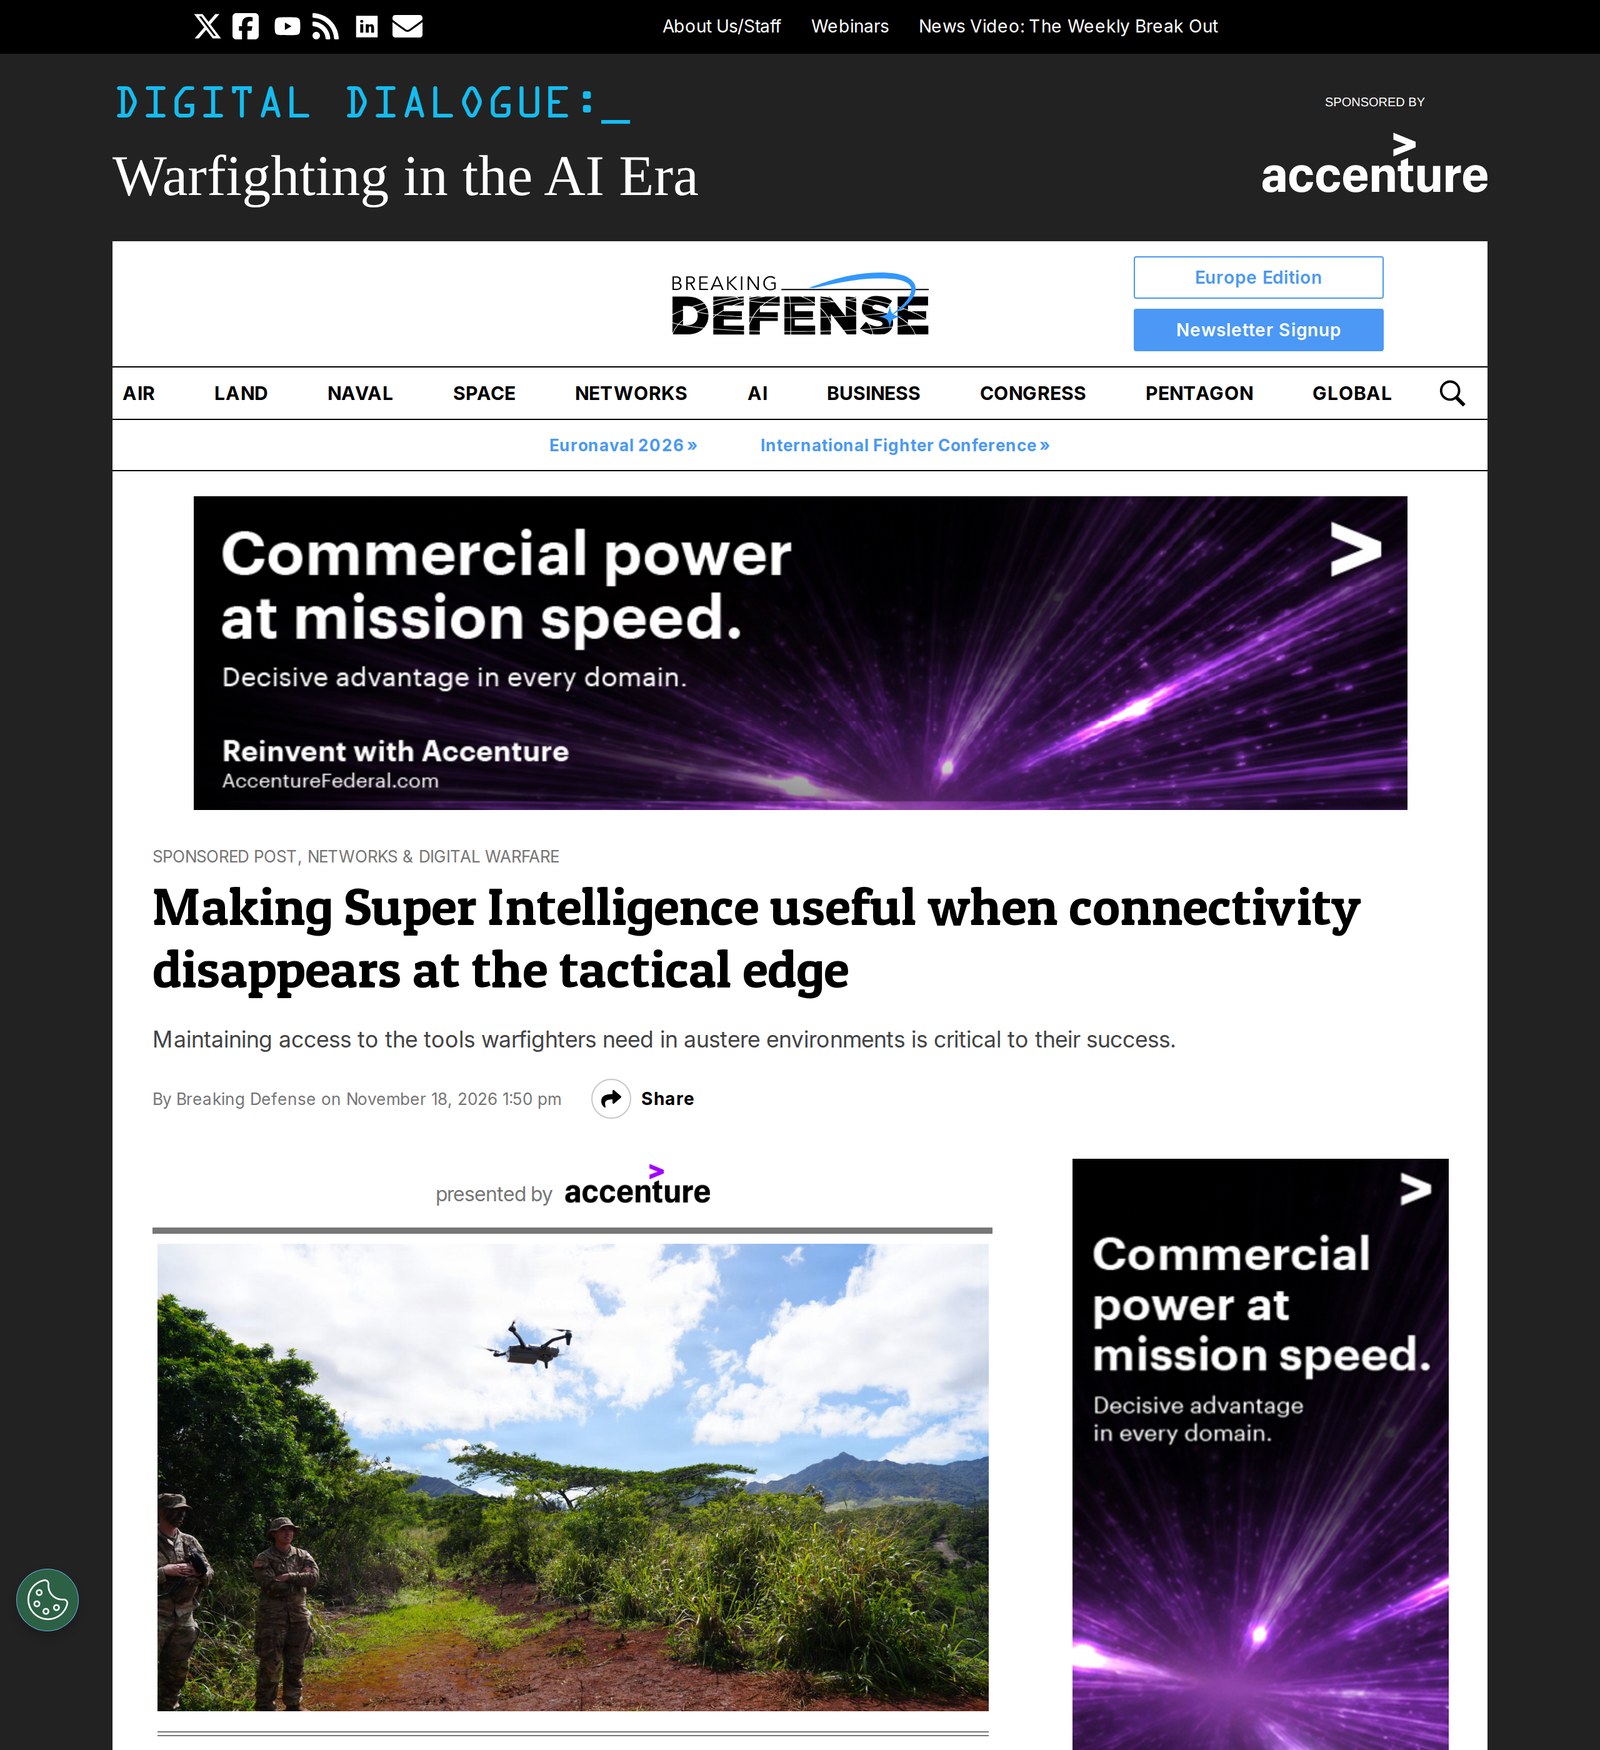 About Us/Staff
Webinars
News Video: The Weekly Break Out
DIGITAL DIALOGUE:_
Warfighting in the AI Era
SPONSORED BY
accenture
BREAKING
DEFENSE
Europe Edition
Newsletter Signup
AIR
LAND
NAVAL
SPACE
NETWORKS
AI
BUSINESS
CONGRESS
PENTAGON
GLOBAL
Euronaval 2026 »
International Fighter Conference »
Commercial power
at mission speed.
Decisive advantage in every domain.
Reinvent with Accenture
AccentureFederal.com
SPONSORED POST, NETWORKS & DIGITAL WARFARE
Making Super Intelligence useful when connectivity
disappears at the tactical edge
Maintaining access to the tools warfighters need in austere environments is critical to their success.
By Breaking Defense on November 18, 2026 1:50 pm
Share
presented by accenture
Commercial
power at
mission speed.
Decisive advantage
in every domain.